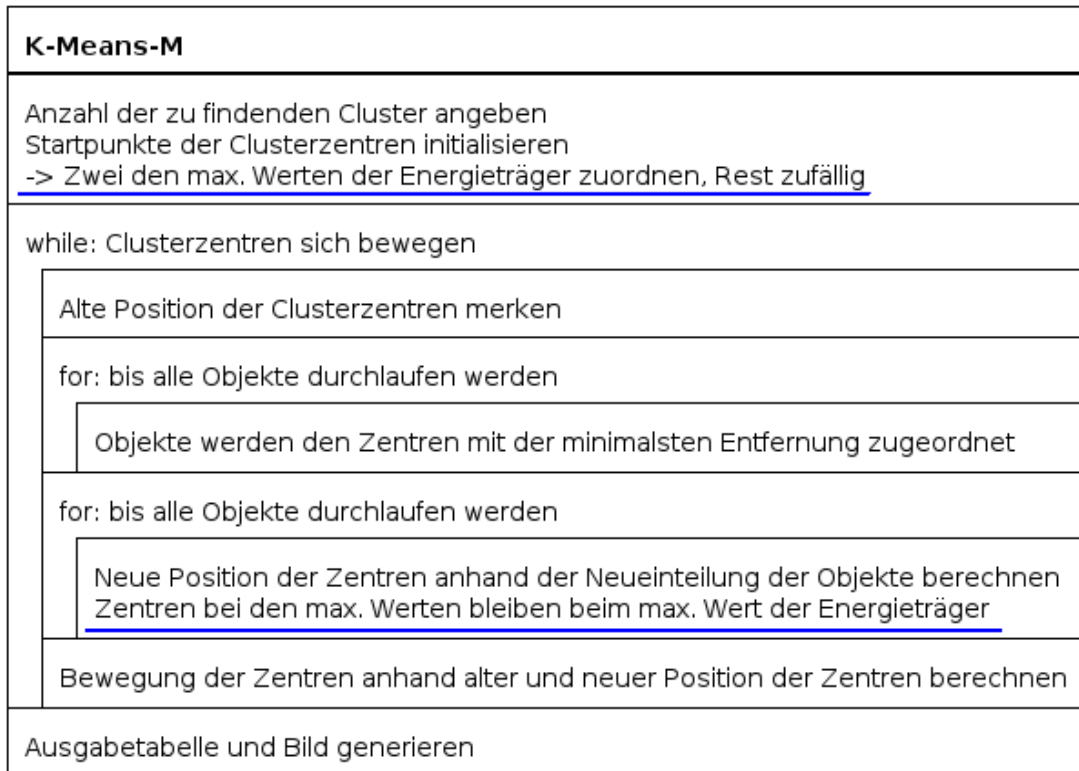 K-Means-M
Anzahl der zu findenden Cluster angeben
Startpunkte der Clusterzentren initialisieren
-> Zwei den max. Werten der Energieträger zuordnen, Rest zufällig
while: Clusterzentren sich bewegen
Alte Position der Clusterzentren merken
for: bis alle Objekte durchlaufen werden
Objekte werden den Zentren mit der minimalsten Entfernung zugeordnet
for: bis alle Objekte durchlaufen werden
Neue Position der Zentren anhand der Neueinteilung der Objekte berechnen
Zentren bei den max. Werten bleiben beim max. Wert der Energieträger
Bewegung der Zentren anhand alter und neuer Position der Zentren berechnen
Ausgabetabelle und Bild generieren